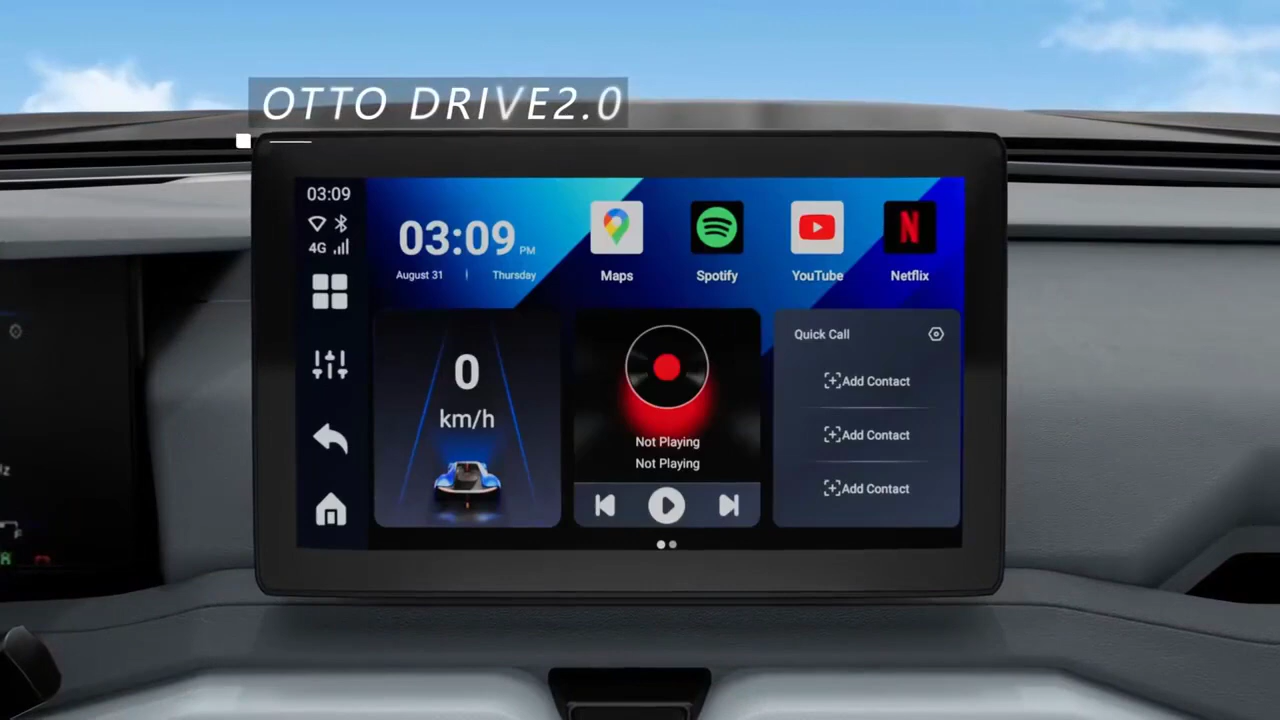 OTTO DRIVE2.0
03:09
4G
03:09 PM
August 31 | Thursday
Maps
Spotify
YouTube
Netflix
0
km/h
Not Playing
Not Playing
Quick Call
Add Contact
Add Contact
Add Contact